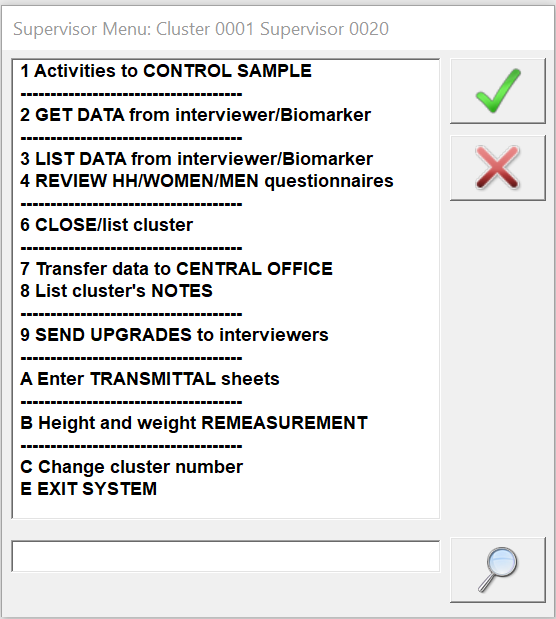 Supervisor Menu: Cluster 0001 Supervisor 0020
1 Activities to CONTROL SAMPLE
-------------------------------------
2 GET DATA from interviewer/Biomarker
-------------------------------------
3 LIST DATA from interviewer/Biomarker
4 REVIEW HH/WOMEN/MEN questionnaires
-------------------------------------
6 CLOSE/list cluster
-------------------------------------
7 Transfer data to CENTRAL OFFICE
8 List cluster's NOTES
-------------------------------------
9 SEND UPGRADES to interviewers
-------------------------------------
A Enter TRANSMITTAL sheets
-------------------------------------
B Height and weight REMEASUREMENT
-------------------------------------
C Change cluster number
E EXIT SYSTEM